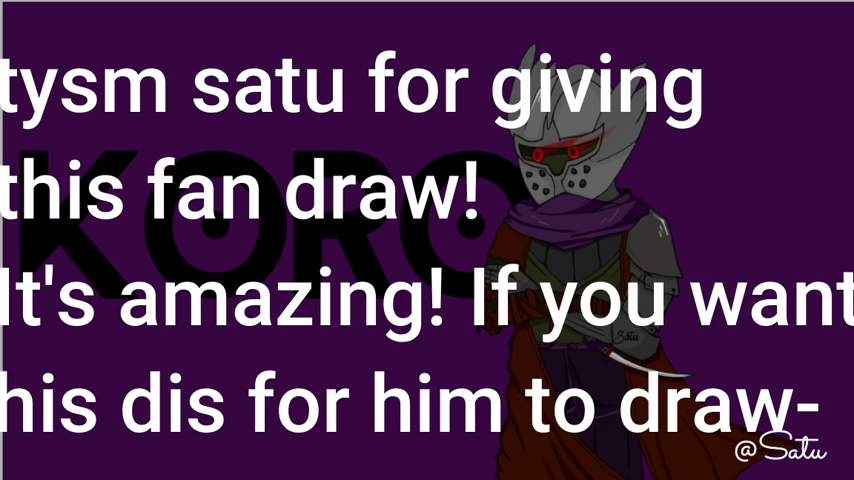 tysm satu for giving
this fan draw!
It's amazing! If you want
his dis for him to draw-
KORO
Satu
@Satu